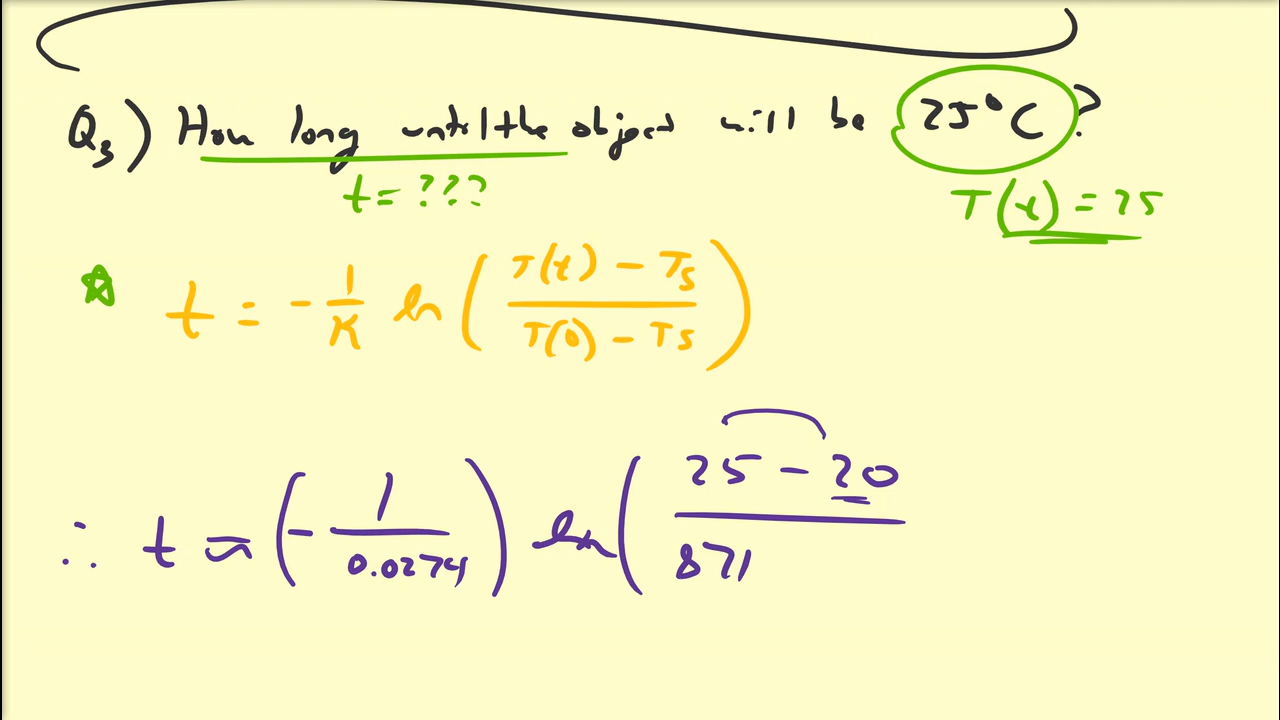 Q3) How long until the object will be 25°C?
t = ???
T(t) = 25
t = - 1/K ln( T(t) - Ts / T(0) - Ts )
∴ t ≈ ( - 1/0.0274 ) ln( 25 - 20 / 871